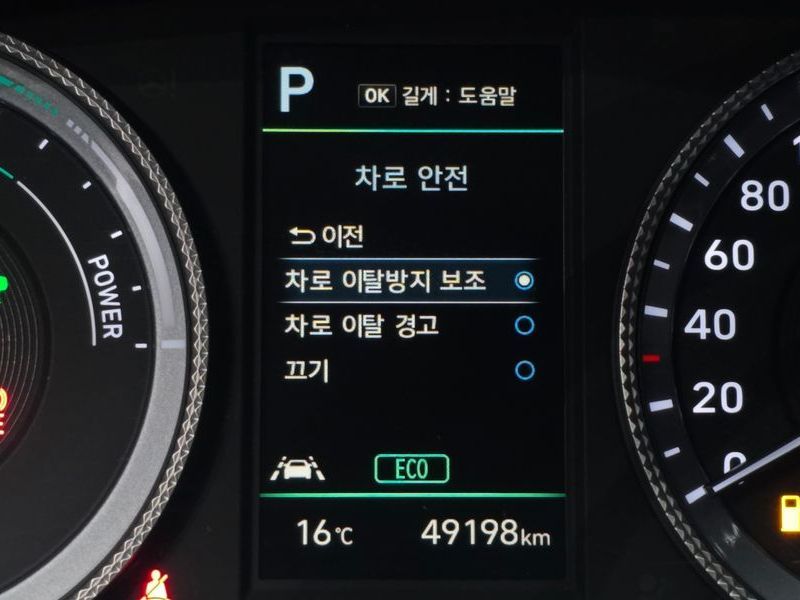 P
OK 길게 : 도움말
차로 안전
이전
차로 이탈방지 보조
차로 이탈 경고
끄기
ECO
16℃ 49198km
POWER
80
60
40
20
0